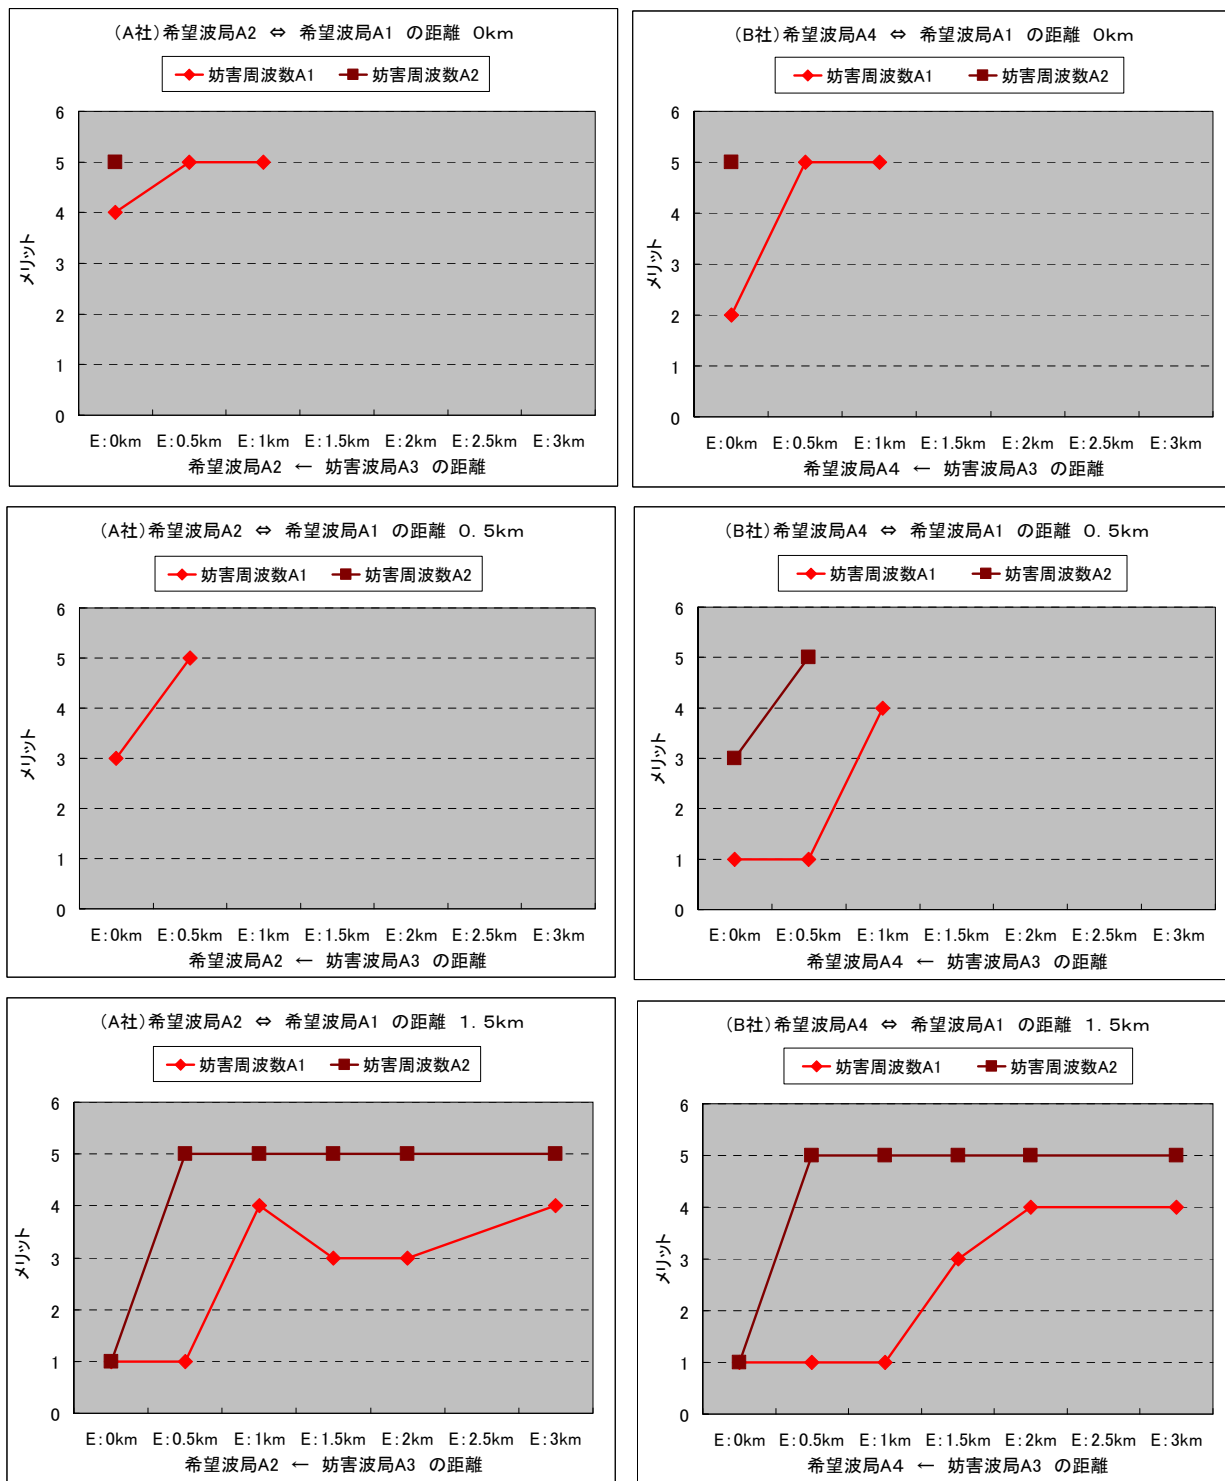 (A社)希望波局A2 ⇔ 希望波局A1 の距離 0km
妨害周波数A1 妨害周波数A2
6
5
4
3
2
1
0
メリット
E:0km E:0.5km E:1km E:1.5km E:2km E:2.5km E:3km
希望波局A2 ← 妨害波局A3 の距離
(B社)希望波局A4 ⇔ 希望波局A1 の距離 0km
妨害周波数A1 妨害周波数A2
6
5
4
3
2
1
0
メリット
E:0km E:0.5km E:1km E:1.5km E:2km E:2.5km E:3km
希望波局A4 ← 妨害波局A3 の距離
(A社)希望波局A2 ⇔ 希望波局A1 の距離 0.5km
妨害周波数A1 妨害周波数A2
6
5
4
3
2
1
0
メリット
E:0km E:0.5km E:1km E:1.5km E:2km E:2.5km E:3km
希望波局A2 ← 妨害波局A3 の距離
(B社)希望波局A4 ⇔ 希望波局A1 の距離 0.5km
妨害周波数A1 妨害周波数A2
6
5
4
3
2
1
0
メリット
E:0km E:0.5km E:1km E:1.5km E:2km E:2.5km E:3km
希望波局A4 ← 妨害波局A3 の距離
(A社)希望波局A2 ⇔ 希望波局A1 の距離 1.5km
妨害周波数A1 妨害周波数A2
6
5
4
3
2
1
0
メリット
E:0km E:0.5km E:1km E:1.5km E:2km E:2.5km E:3km
希望波局A2 ← 妨害波局A3 の距離
(B社)希望波局A4 ⇔ 希望波局A1 の距離 1.5km
妨害周波数A1 妨害周波数A2
6
5
4
3
2
1
0
メリット
E:0km E:0.5km E:1km E:1.5km E:2km E:2.5km E:3km
希望波局A4 ← 妨害波局A3 の距離